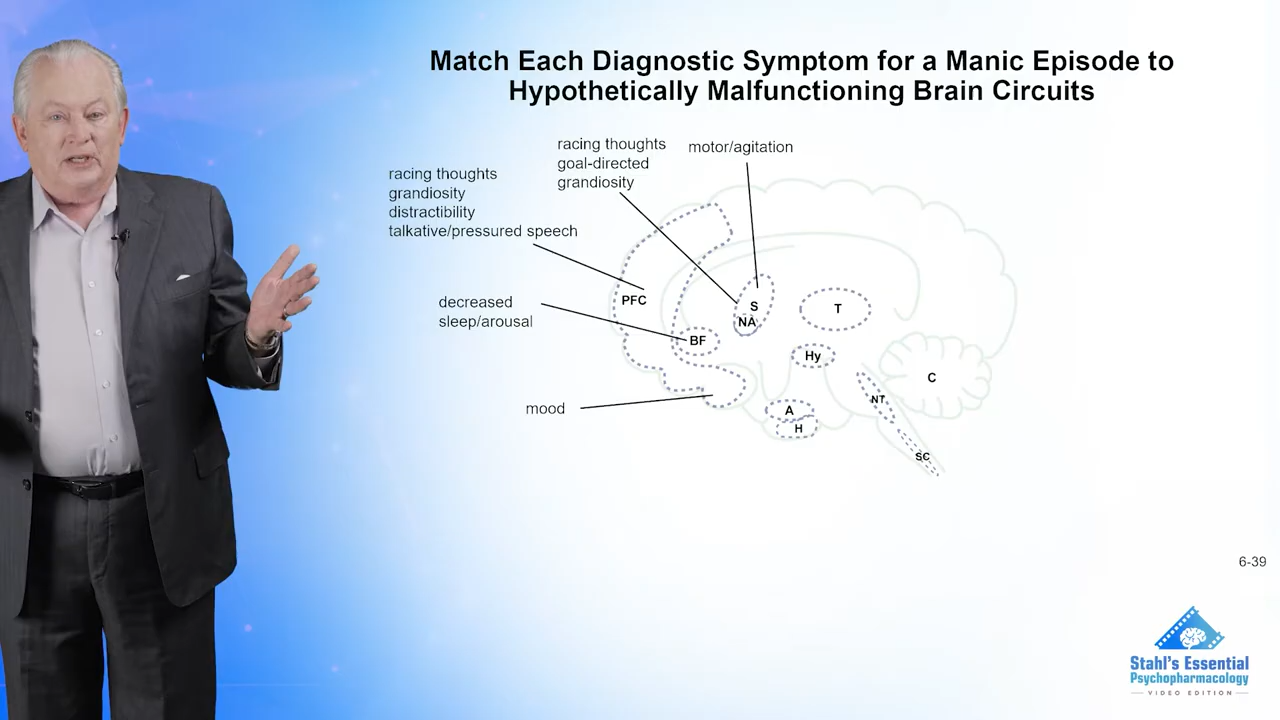 Match Each Diagnostic Symptom for a Manic Episode to
Hypothetically Malfunctioning Brain Circuits
racing thoughts
goal-directed
grandiosity
motor/agitation
racing thoughts
grandiosity
distractibility
talkative/pressured speech
decreased
sleep/arousal
mood
PFC
S
NA
T
BF
Hy
C
NT
A
H
SC
6-39
Stahl's Essential
Psychopharmacology
VIDEO EDITION